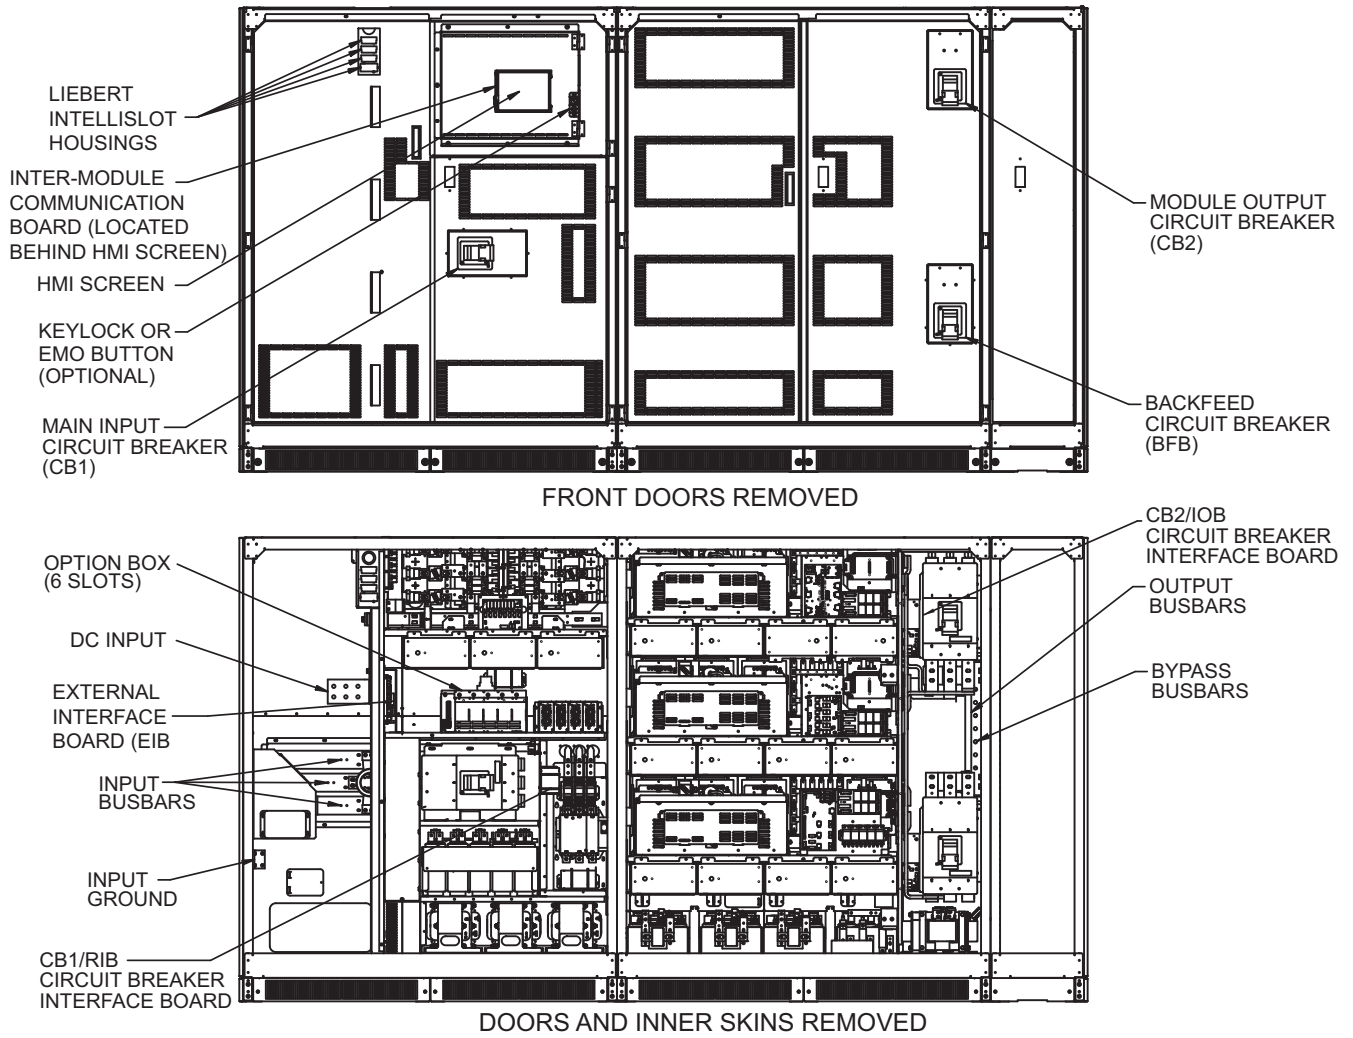 LIEBERT
INTELLISLOT
HOUSINGS
INTER-MODULE
COMMUNICATION
BOARD (LOCATED
BEHIND HMI SCREEN)
HMI SCREEN
KEYLOCK OR
EMO BUTTON
(OPTIONAL)
MAIN INPUT
CIRCUIT BREAKER
(CB1)
MODULE OUTPUT
CIRCUIT BREAKER
(CB2)
BACKFEED
CIRCUIT BREAKER
(BFB)
FRONT DOORS REMOVED
OPTION BOX
(6 SLOTS)
DC INPUT
EXTERNAL
INTERFACE
BOARD (EIB
INPUT
BUSBARS
INPUT
GROUND
CB1/RIB
CIRCUIT BREAKER
INTERFACE BOARD
CB2/IOB
CIRCUIT BREAKER
INTERFACE BOARD
OUTPUT
BUSBARS
BYPASS
BUSBARS
DOORS AND INNER SKINS REMOVED